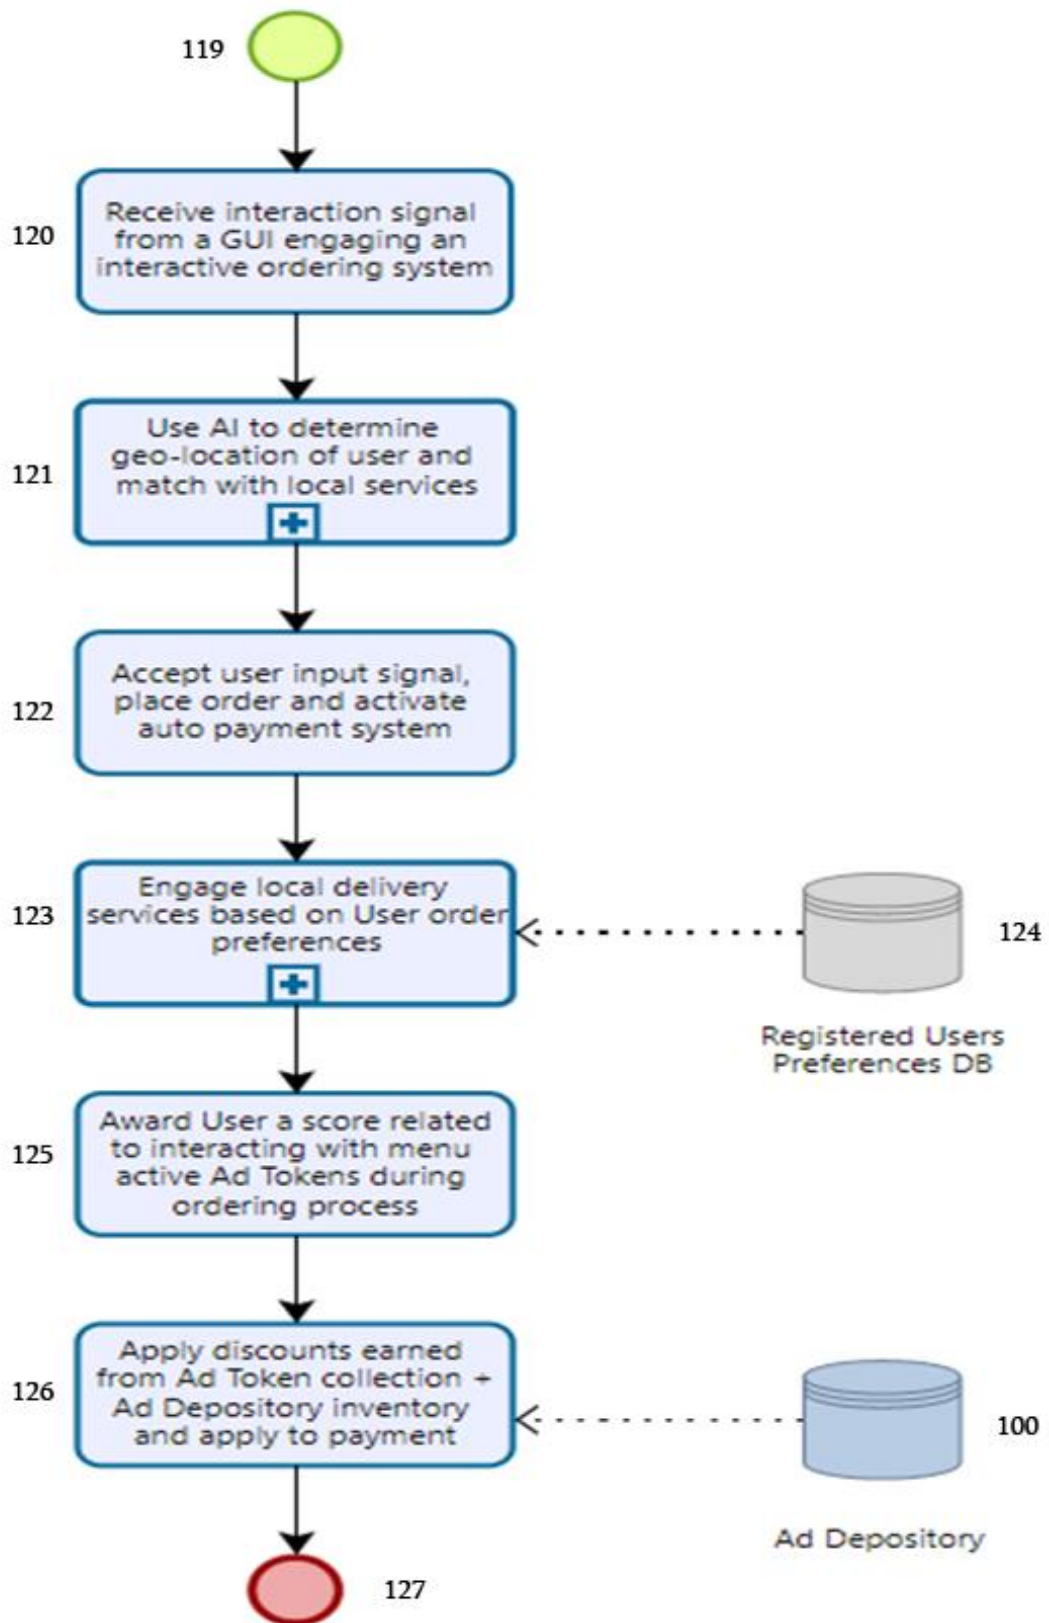 119
120
Receive interaction signal
from a GUI engaging an
interactive ordering system
121
Use AI to determine
geo-location of user and
match with local services
122
Accept user input signal,
place order and activate
auto payment system
123
Engage local delivery
services based on User order
preferences
124
Registered Users
Preferences DB
125
Award User a score related
to interacting with menu
active Ad Tokens during
ordering process
126
Apply discounts earned
from Ad Token collection +
Ad Depository inventory
and apply to payment
100
Ad Depository
127